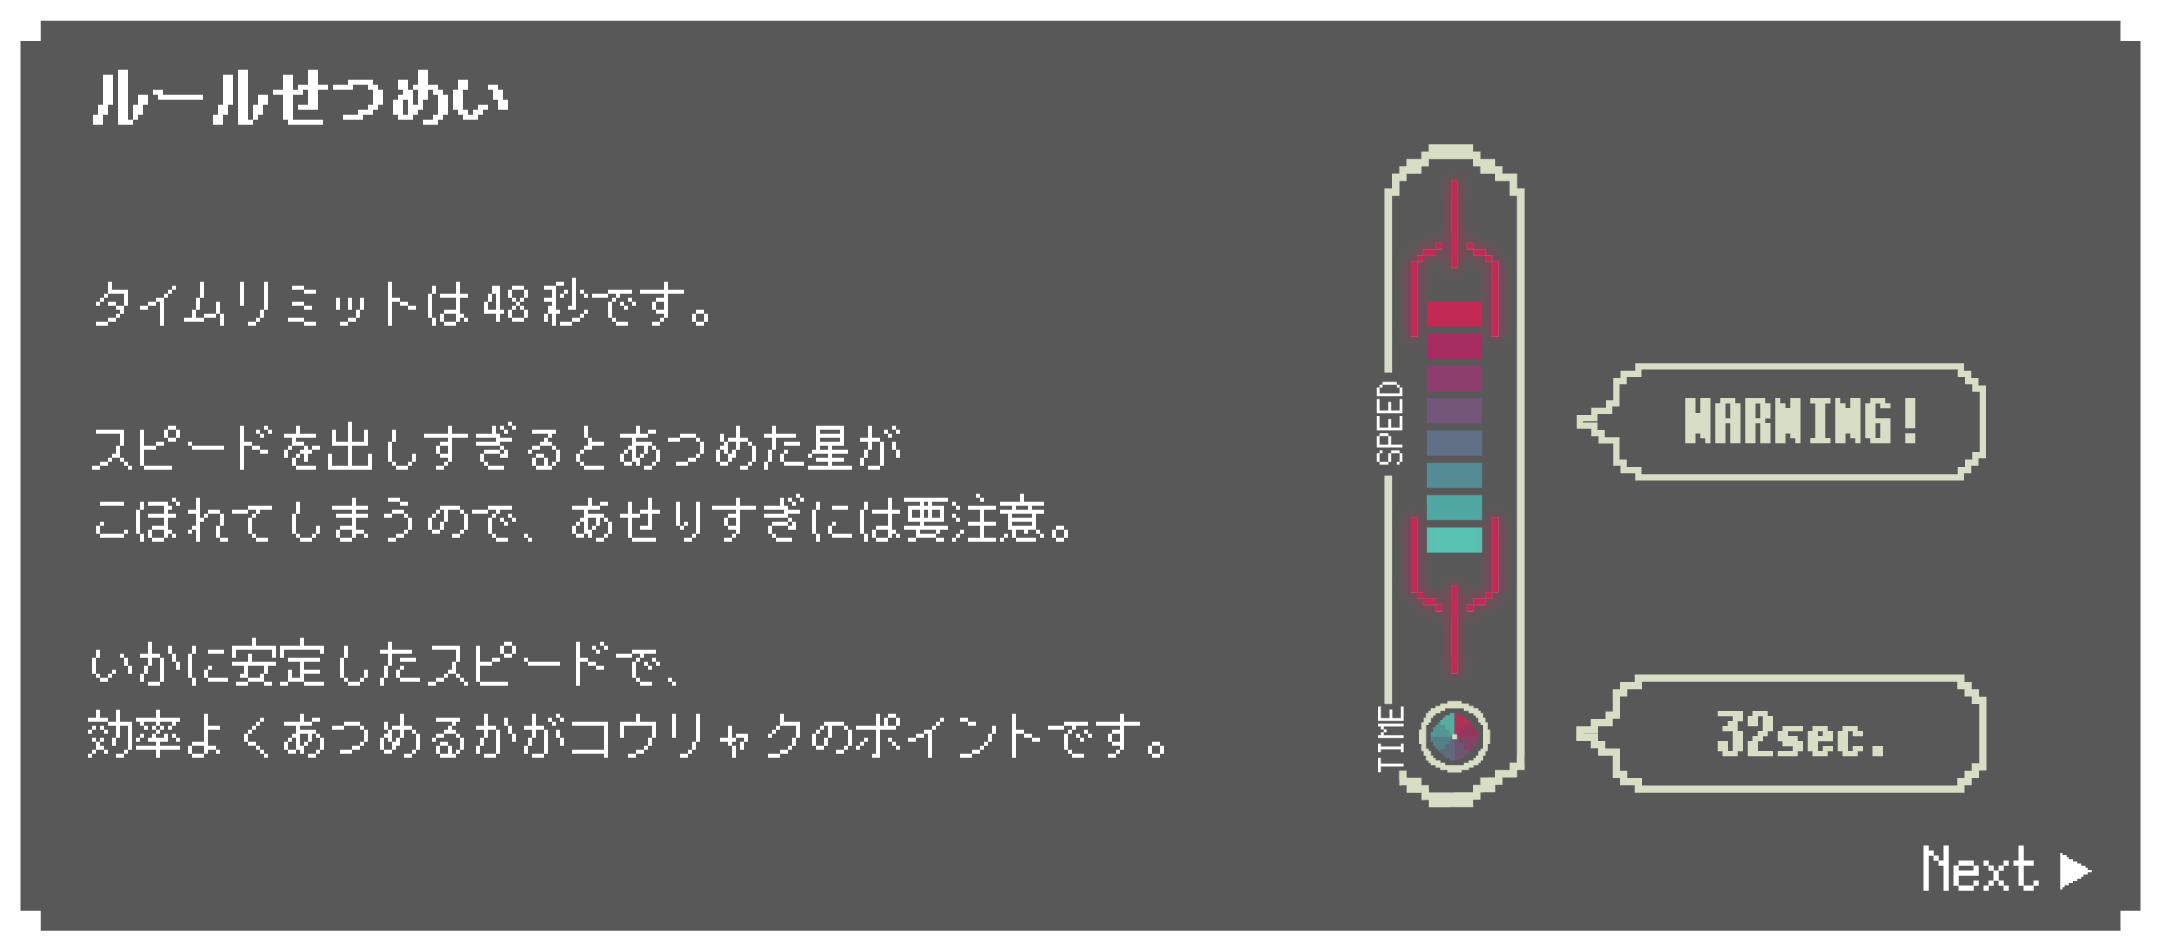 ルールせつめい
タイムリミットは48秒です。
スピードを出しすぎるとあつめた星が
こぼれてしまうので、あせりすぎには要注意。
いかに安定したスピードで、
効率よくあつめるかがコウリャクのポイントです。
SPEED
WARNING!
TIME
32sec.
Next ▶